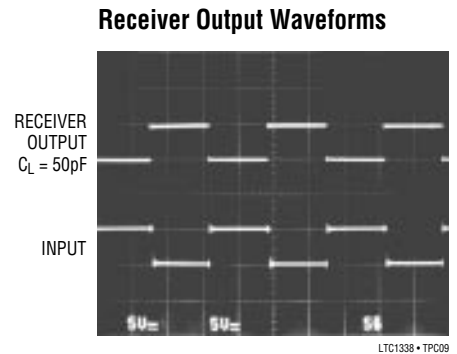 Receiver Output Waveforms
RECEIVER
OUTPUT
CL = 50pF
INPUT
5V= 5V=
LTC1338 • TPC09